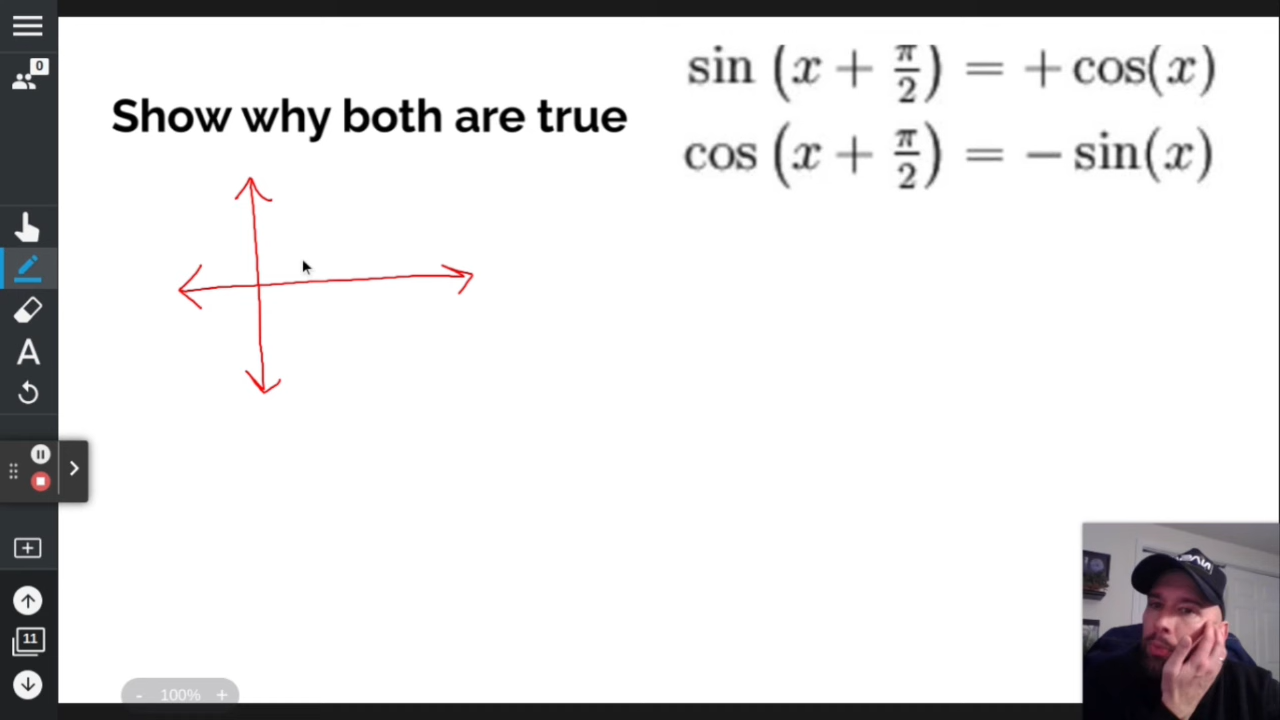 0
sin (x + π/2) = + cos(x)
Show why both are true
cos (x + π/2) = − sin(x)
A
11
- 100% +